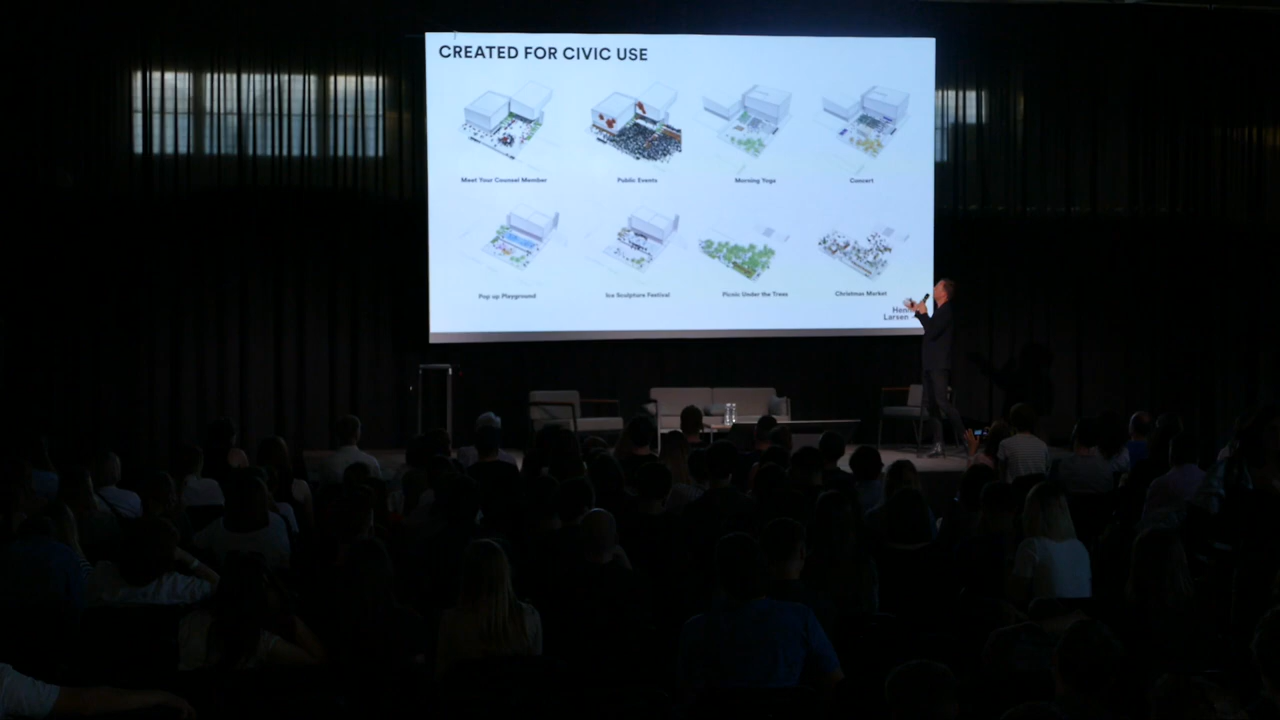 CREATED FOR CIVIC USE
Meet Your Counsel Member
Public Events
Morning Yoga
Concert
Pop up Playground
Ice Sculpture Festival
Picnic Under the Trees
Christmas Market
Larsen